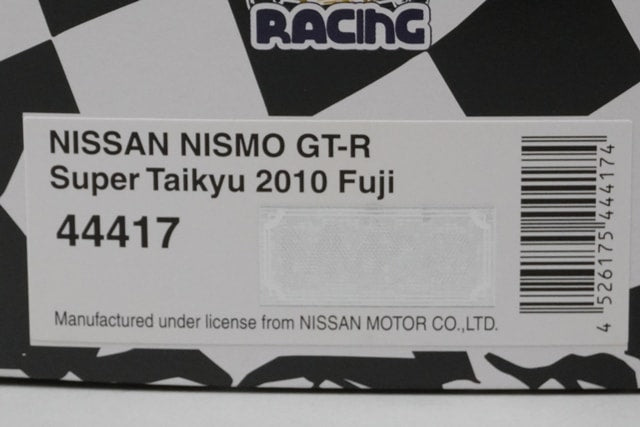 RACING
NISSAN NISMO GT-R
Super Taikyu 2010 Fuji
44417
Manufactured under license from NISSAN MOTOR CO.,LTD.
4 526175 444174